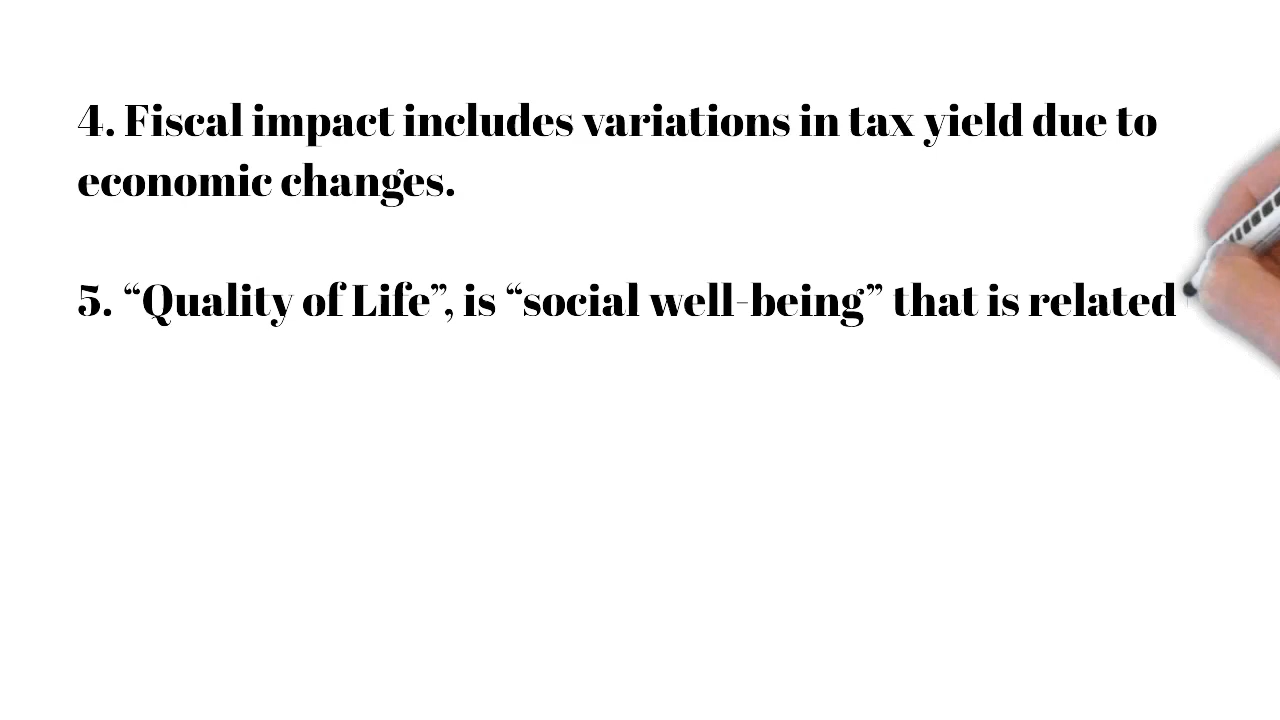 4. Fiscal impact includes variations in tax yield due to
economic changes.
5. “Quality of Life”, is “social well-being” that is related